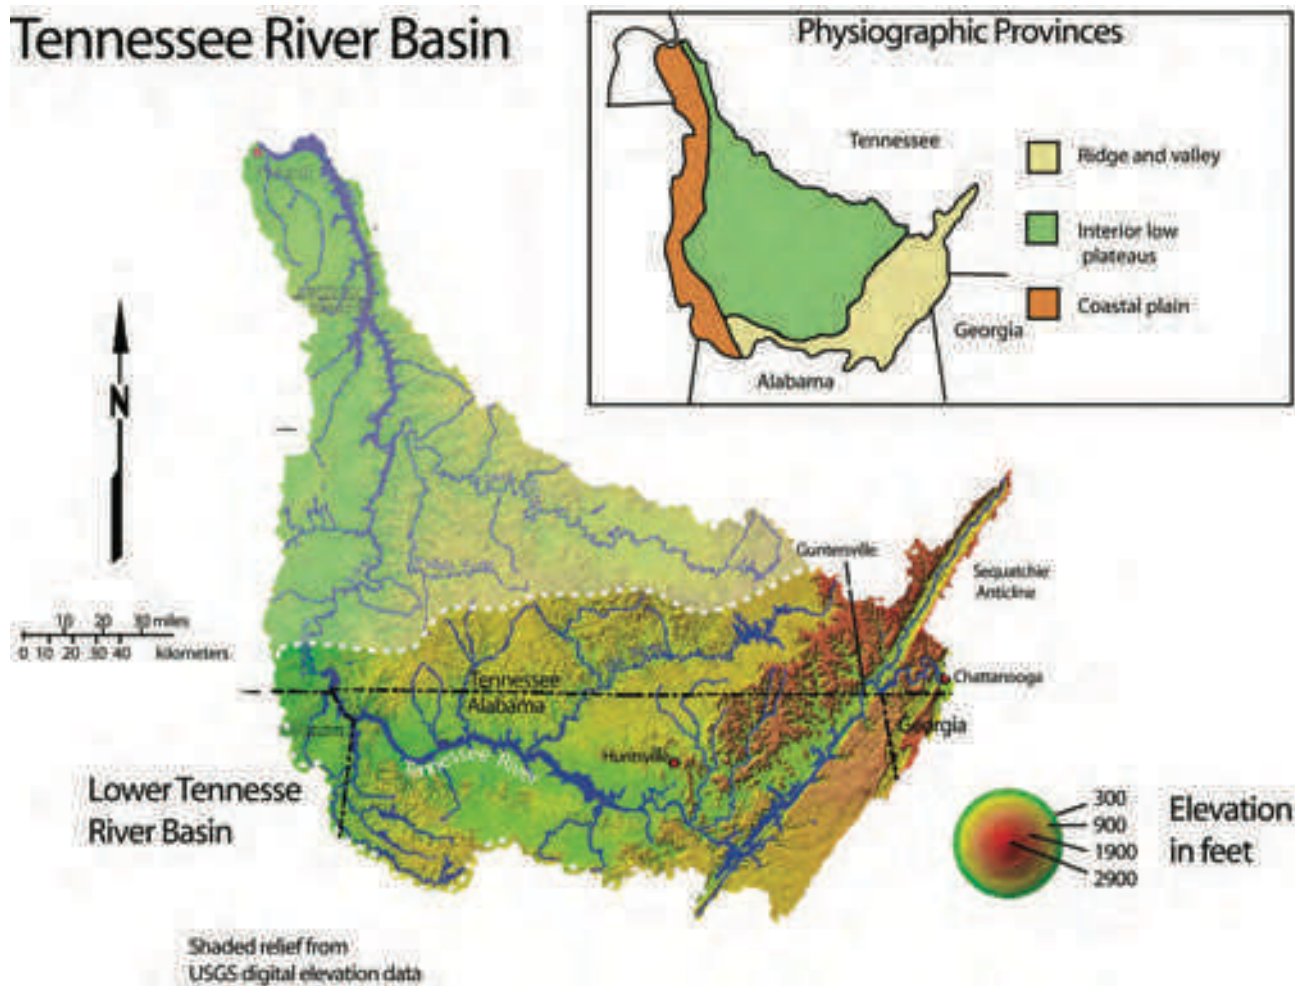 Tennessee River Basin
Physiographic Provinces
Tennessee
Ridge and valley
Interior low
plateaus
Coastal plain
Georgia
Alabama
N
10 20 30 miles
0 10 20 30 40 kilometers
Guntersville
Sequatchie
Anticline
Chattanooga
Tennessee
Alabama
Georgia
Huntsville
Tennessee River
Lower Tennesse
River Basin
300
900
1900
2900
Elevation
in feet
Shaded relief from
USGS digital elevation data